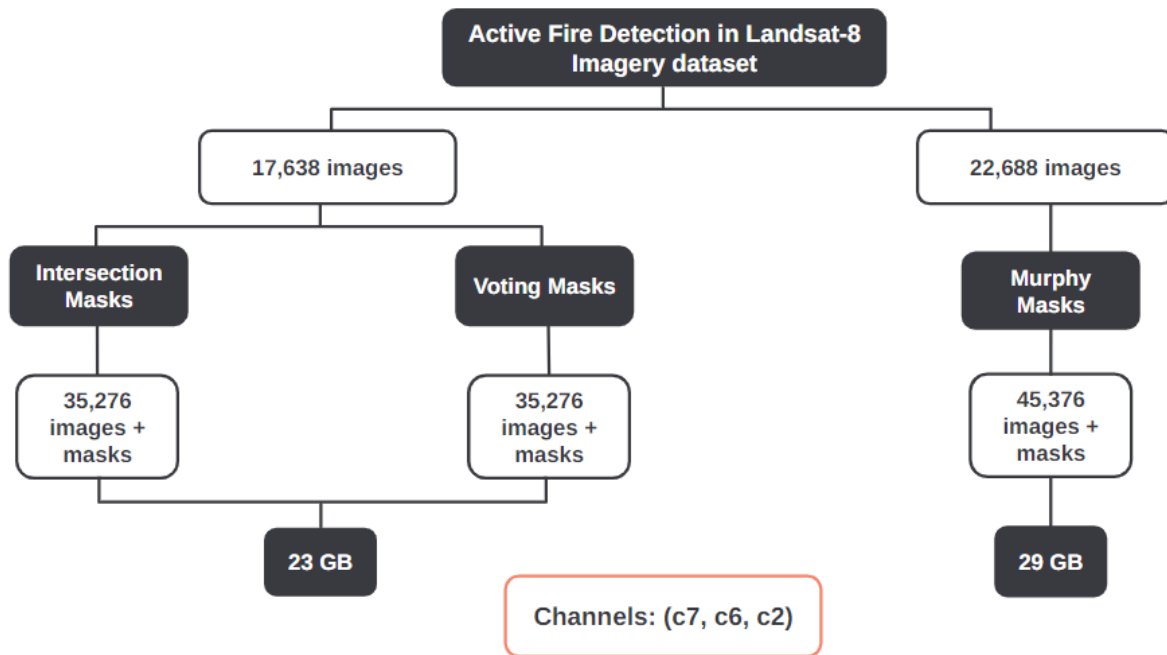 Active Fire Detection in Landsat-8
Imagery dataset
17,638 images
22,688 images
Intersection
Masks
Voting Masks
Murphy
Masks
35,276
images +
masks
35,276
images +
masks
45,376
images +
masks
23 GB
29 GB
Channels: (c7, c6, c2)